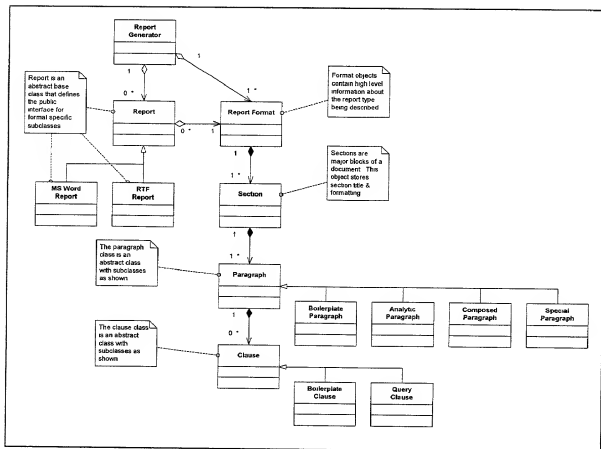 Report
Generator
1
1
1
0 *
1 *
Report is an
abstract base
class that defines
the public
interface for
formal specific
subclasses
Format objects
contain high level
information about
the report type
being described
Report
0 *
1
Report Format
1
1 *
MS Word
Report
RTF
Report
Sections are
major blocks of
a document This
object stores
section title &
formatting
Section
1
1 *
The paragraph
class is an
abstract class
with subclasses
as shown
Paragraph
1
0 *
Boilerplate
Paragraph
Analytic
Paragraph
Composed
Paragraph
Special
Paragraph
The clause class
is an abstract
class with
subclasses as
shown
Clause
Boilerplate
Clause
Query
Clause